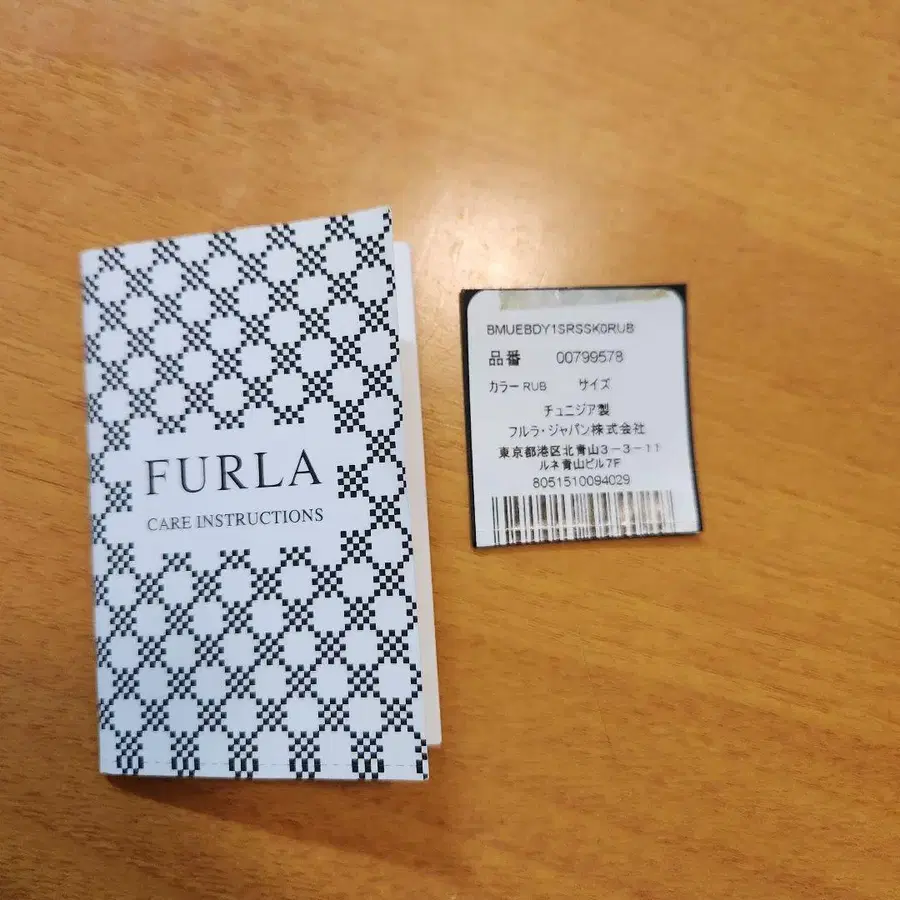 FURLA
CARE INSTRUCTIONS
BMUEBDY1SRSSK0RUB
品番 00799578
カラー RUB サイズ
チュニジア製
フルラ・ジャパン株式会社
東京都港区北青山3-3-11
ルネ青山ビル7F
8051510094029